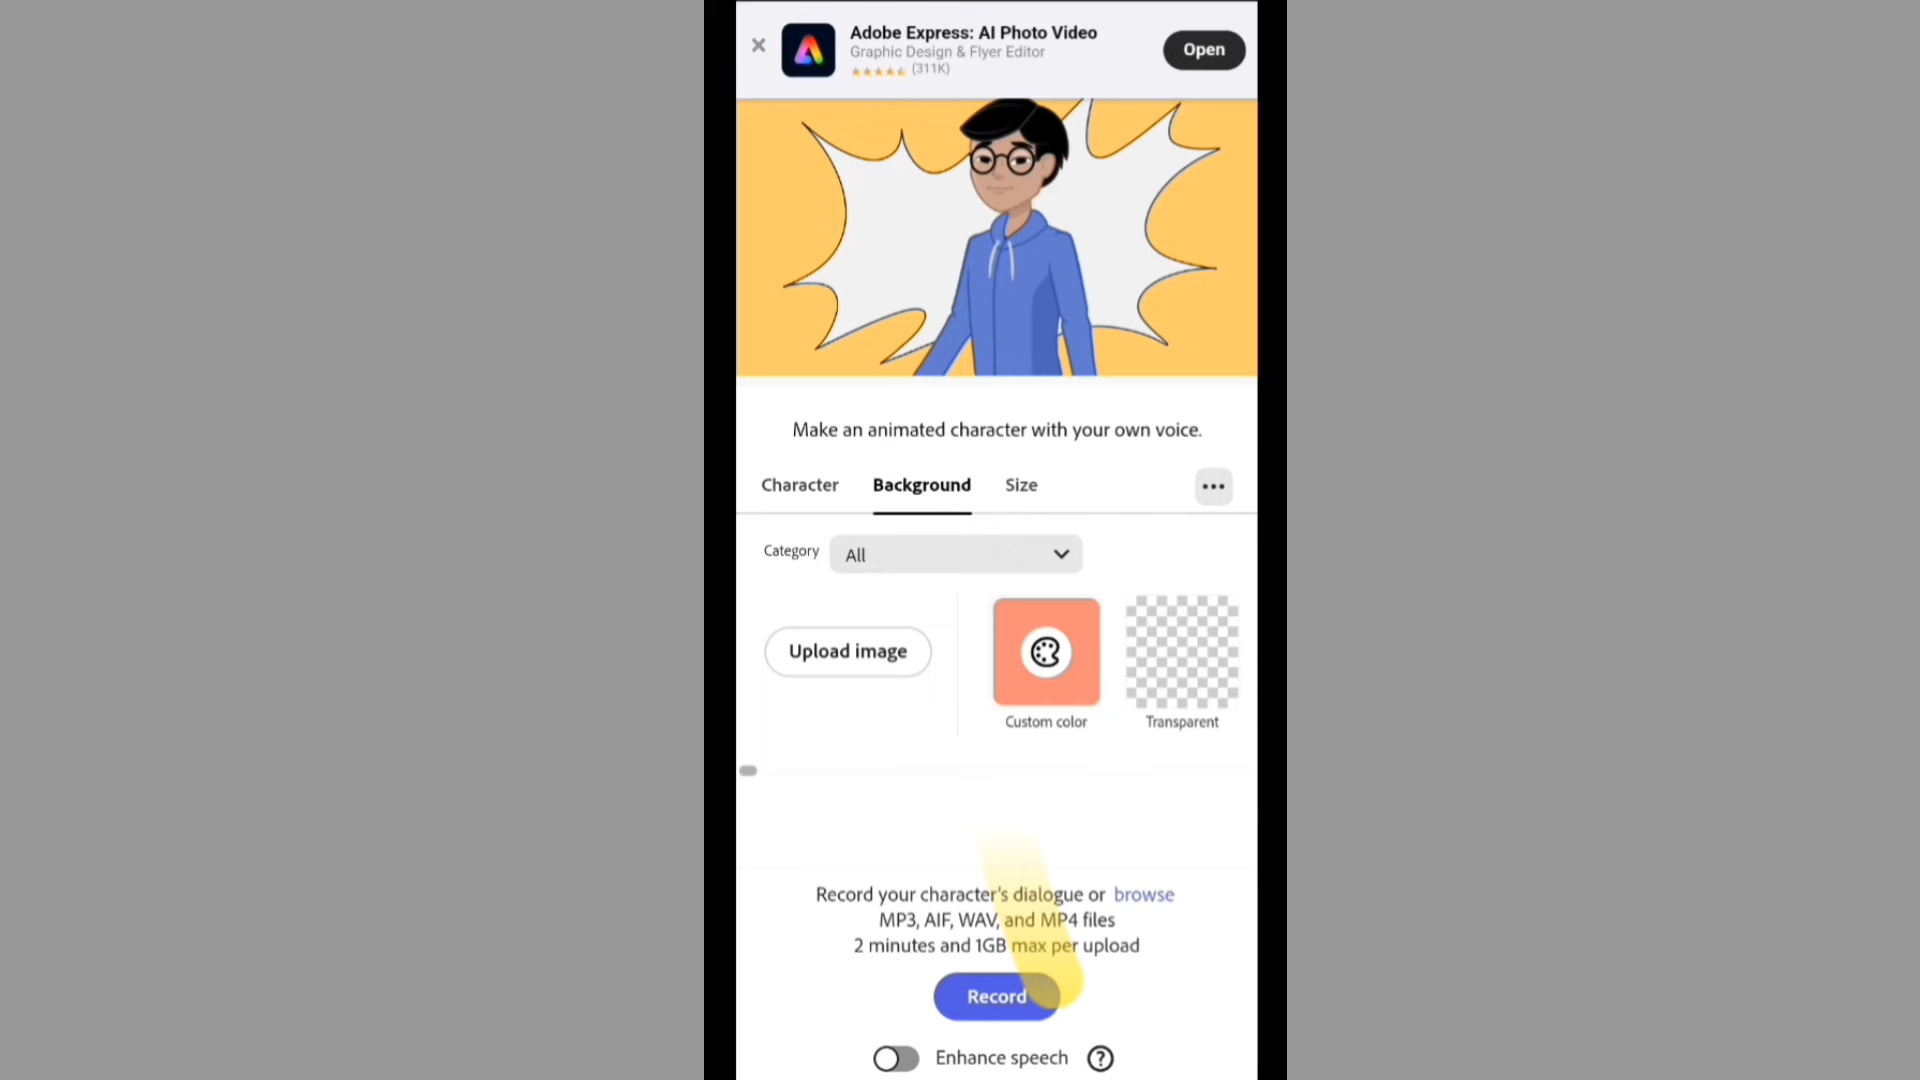 Adobe Express: AI Photo Video
Graphic Design & Flyer Editor
(311K)
Open
Make an animated character with your own voice.
Character
Background
Size
Category
All
Upload image
Custom color
Transparent
Record your character's dialogue or browse
MP3, AIF, WAV, and MP4 files
2 minutes and 1GB max per upload
Record
Enhance speech
?